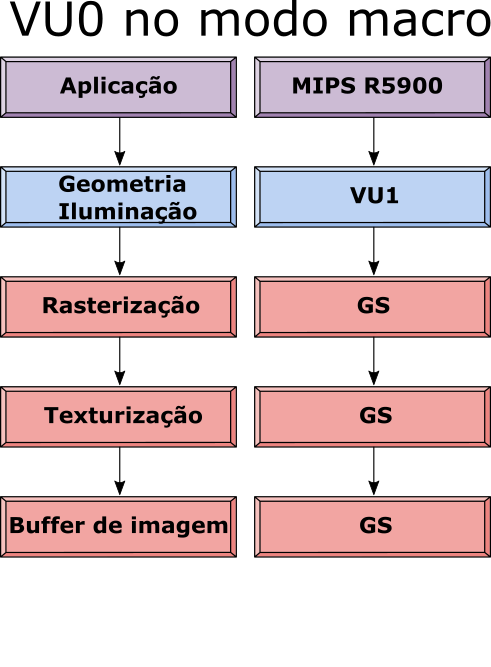 VU0 no modo macro
Aplicação
MIPS R5900
Geometria
Iluminação
VU1
Rasterização
GS
Texturização
GS
Buffer de imagem
GS